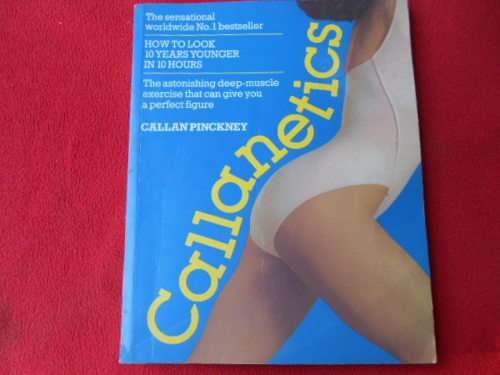 The sensational
worldwide No.1 bestseller
HOW TO LOOK
10 YEARS YOUNGER
IN 10 HOURS
The astonishing deep-muscle
exercise that can give you
a perfect figure
CALLAN PINCKNEY
Callanetics